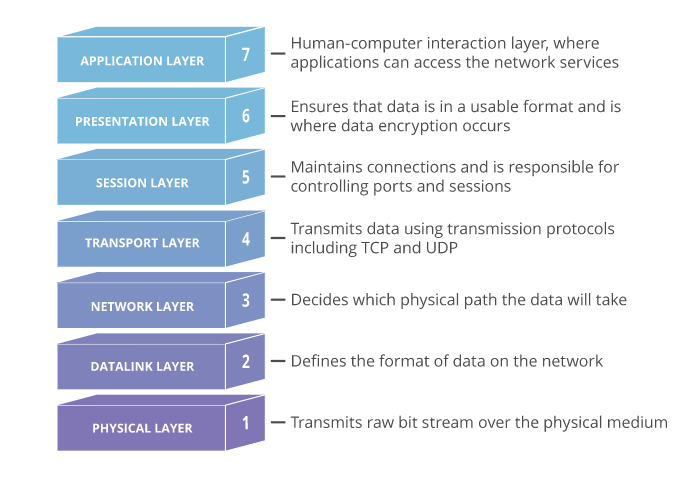 APPLICATION LAYER 7 Human-computer interaction layer, where
applications can access the network services
PRESENTATION LAYER 6 Ensures that data is in a usable format and is
where data encryption occurs
SESSION LAYER 5 Maintains connections and is responsible for
controlling ports and sessions
TRANSPORT LAYER 4 Transmits data using transmission protocols
including TCP and UDP
NETWORK LAYER 3 Decides which physical path the data will take
DATALINK LAYER 2 Defines the format of data on the network
PHYSICAL LAYER 1 Transmits raw bit stream over the physical medium